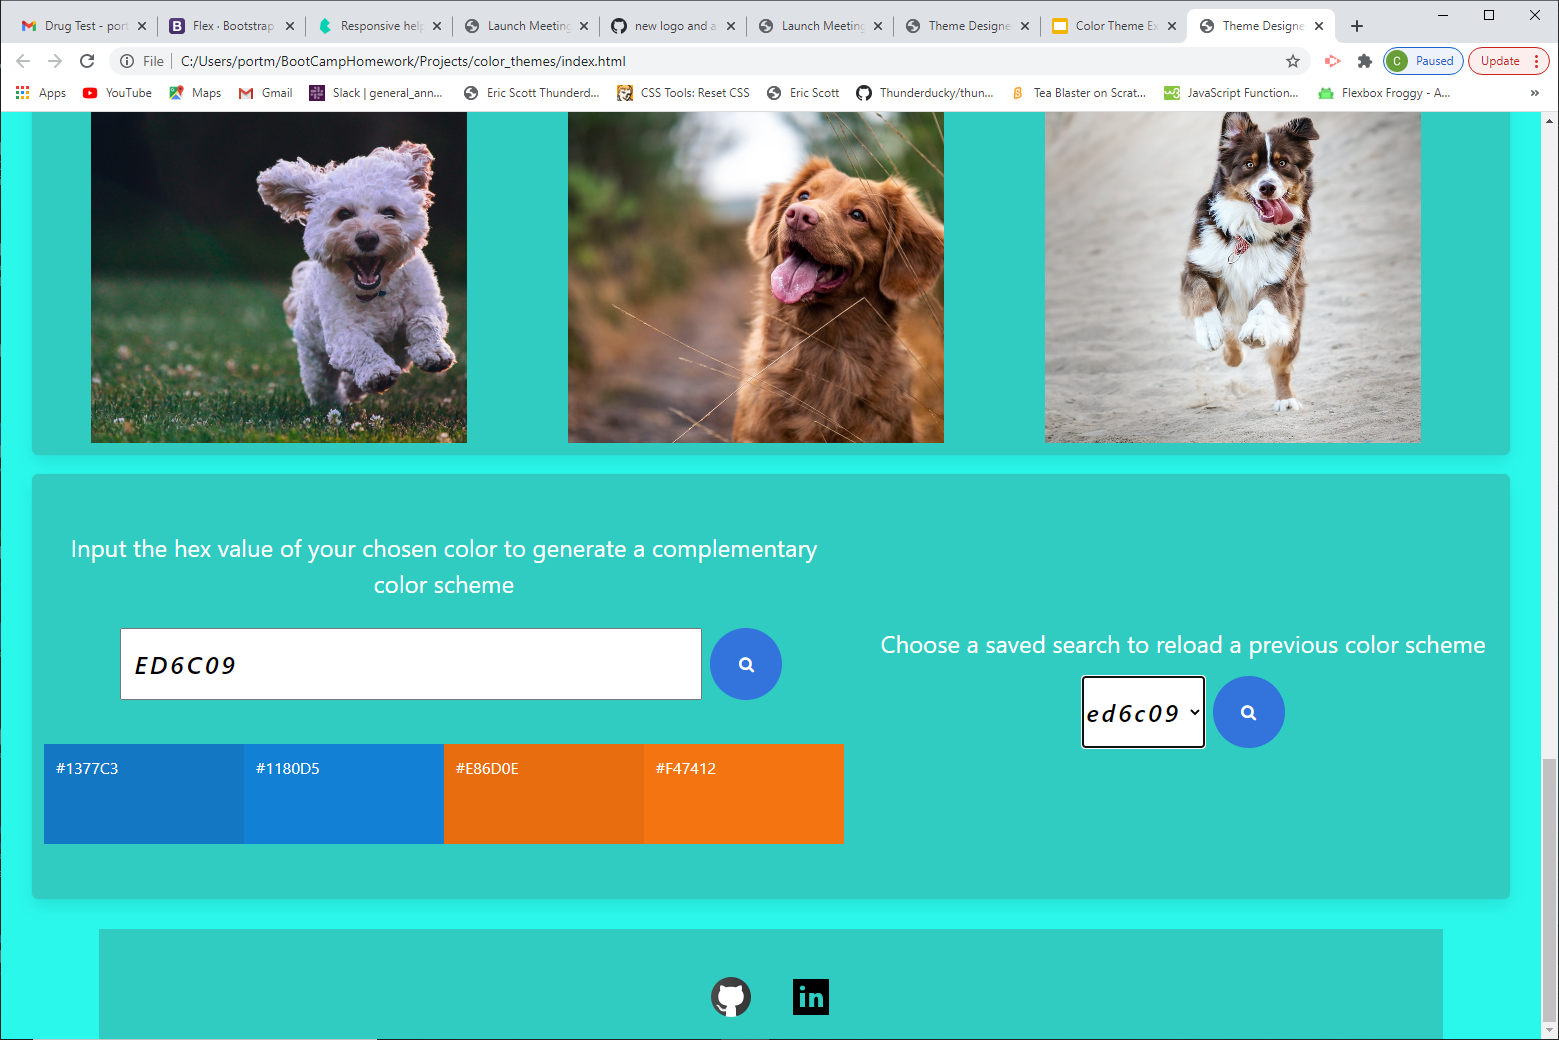 Drug Test - port
Flex · Bootstrap
Responsive help
Launch Meeting
new logo and a
Launch Meeting
Theme Designe
Color Theme Ex
Theme Designe
File
C:/Users/portm/BootCampHomework/Projects/color_themes/index.html
C
Paused
Update
Apps
YouTube
Maps
Gmail
Slack | general_ann...
Eric Scott Thunderd...
CSS Tools: Reset CSS
Eric Scott
Thunderducky/thun...
Tea Blaster on Scrat...
JavaScript Function...
Flexbox Froggy - A...
»
Input the hex value of your chosen color to generate a complementary
color scheme
ED6C09
Choose a saved search to reload a previous color scheme
ed6c09
#1377C3
#1180D5
#E86D0E
#F47412
in